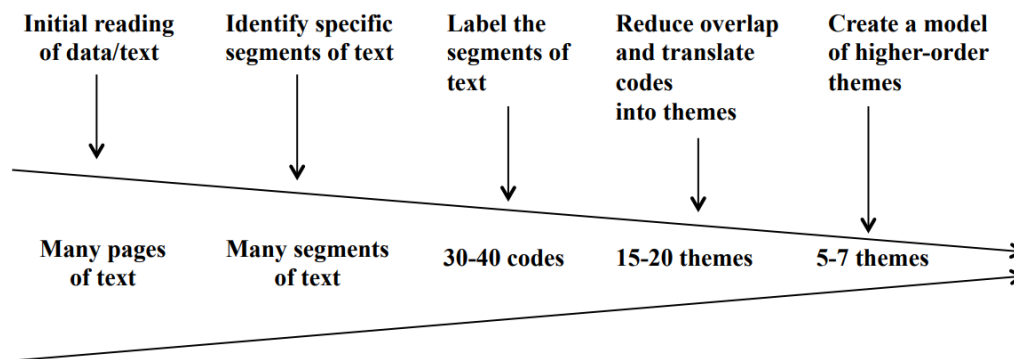 Initial reading
of data/text
Identify specific
segments of text
Label the
segments of
text
Reduce overlap
and translate
codes
into themes
Create a model
of higher-order
themes
Many pages
of text
Many segments
of text
30-40 codes
15-20 themes
5-7 themes